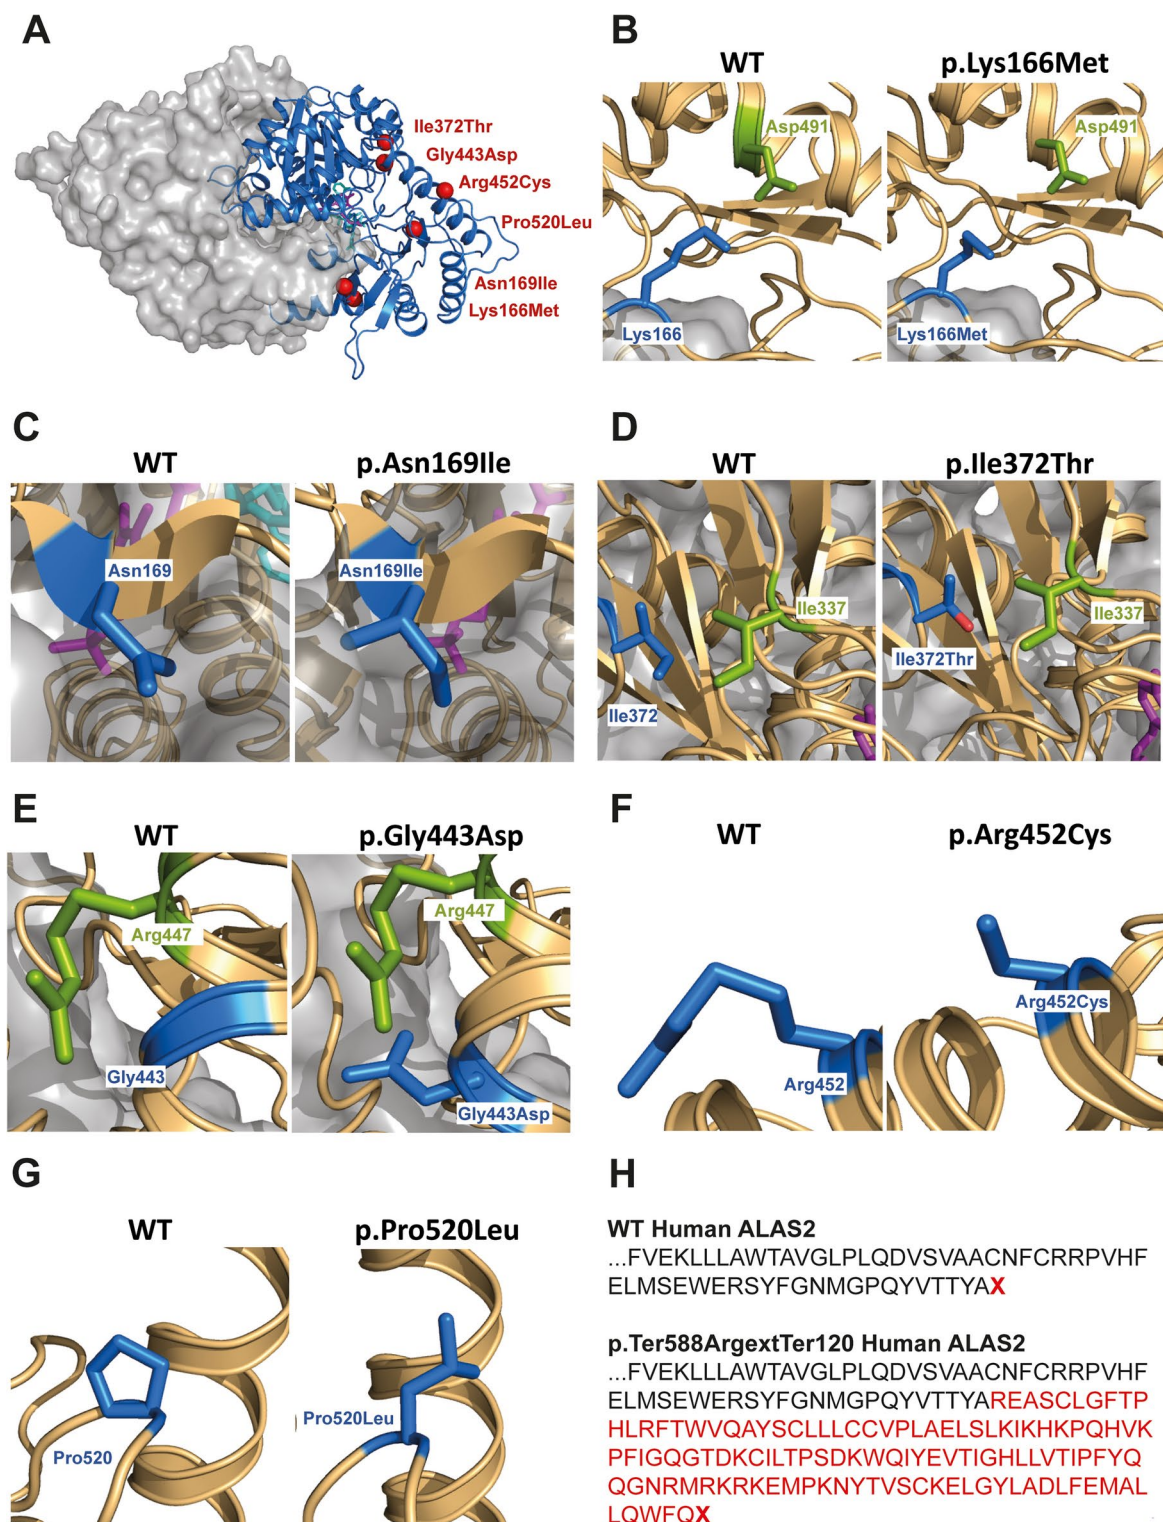 A
Ile372Thr
Gly443Asp
Arg452Cys
Pro520Leu
Asn169Ile
Lys166Met
B
WT
p.Lys166Met
Asp491
Asp491
Lys166
Lys166Met
C
WT
p.Asn169Ile
Asn169
Asn169Ile
D
WT
p.Ile372Thr
Ile337
Ile337
Ile372Thr
Ile372
E
WT
p.Gly443Asp
Arg447
Arg447
Gly443
Gly443Asp
F
WT
p.Arg452Cys
Arg452Cys
Arg452
G
WT
p.Pro520Leu
Pro520Leu
Pro520
H
WT Human ALAS2
...FVEKLLLAWTAVGLPLQDVSVAACNFCRRPVHF
ELMSEWERSYFGNMGPQYVTTYAX
p.Ter588ArgextTer120 Human ALAS2
...FVEKLLLAWTAVGLPLQDVSVAACNFCRRPVHF
ELMSEWERSYFGNMGPQYVTTYAREASCLGFTP
HLRFTWVQAYSCLLLCCVPLAELSLKIKHKPQHVK
PFIGQGTDKCILTPSDKWQIYEVTIGHLLVTIPFYQ
QGNRMRKRKEMPKNYTVSCKELGYLADLFEMAL
LQWFQX